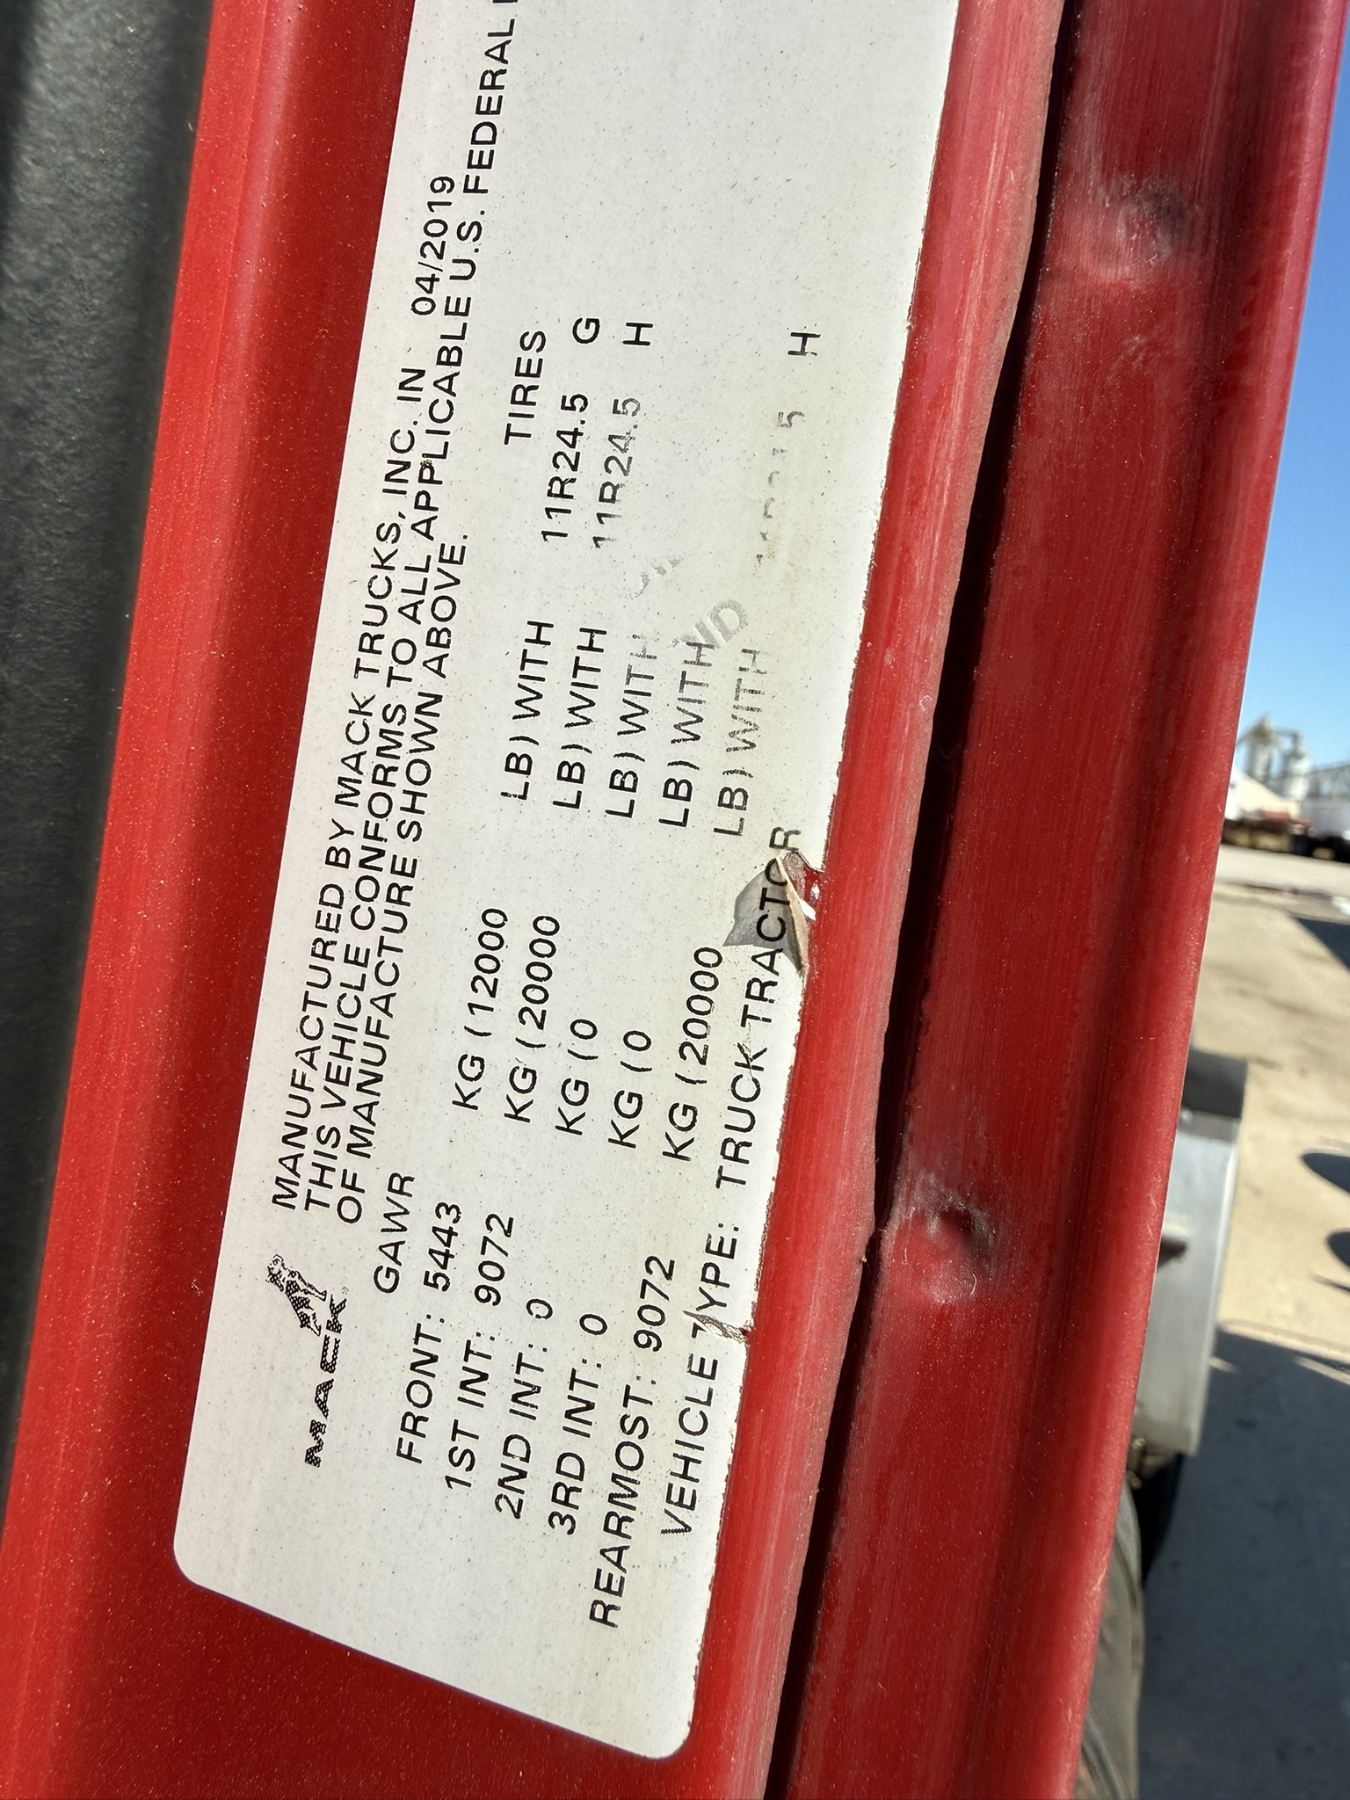 MACK
MANUFACTURED BY MACK TRUCKS, INC. IN 04/2019
THIS VEHICLE CONFORMS TO ALL APPLICABLE U.S. FEDERAL
OF MANUFACTURE SHOWN ABOVE.
GAWR TIRES
FRONT: 5443 KG (12000 LB) WITH 11R24.5 G
1ST INT: 9072 KG (20000 LB) WITH 11R24.5 H
2ND INT: 0 KG (0 LB) WITH
3RD INT: 0 KG (0 LB) WITH
REARMOST: 9072 KG (20000 LB) WITH H
VEHICLE TYPE: TRUCK TRACTOR